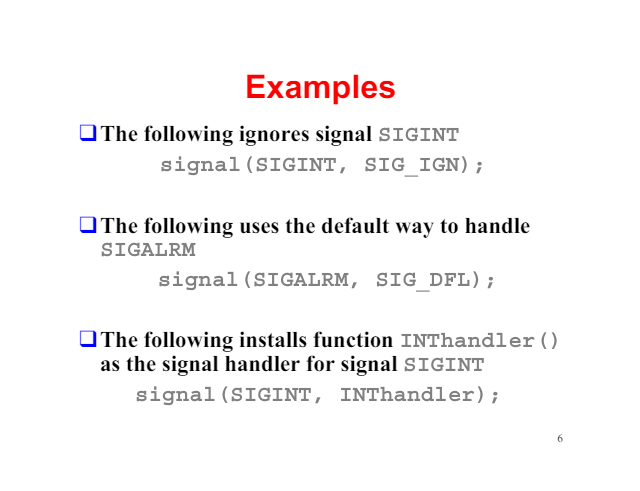 Examples
❑The following ignores signal SIGINT
signal(SIGINT, SIG_IGN);
❑The following uses the default way to handle
SIGALRM
signal(SIGALRM, SIG_DFL);
❑The following installs function INThandler()
as the signal handler for signal SIGINT
signal(SIGINT, INThandler);
6